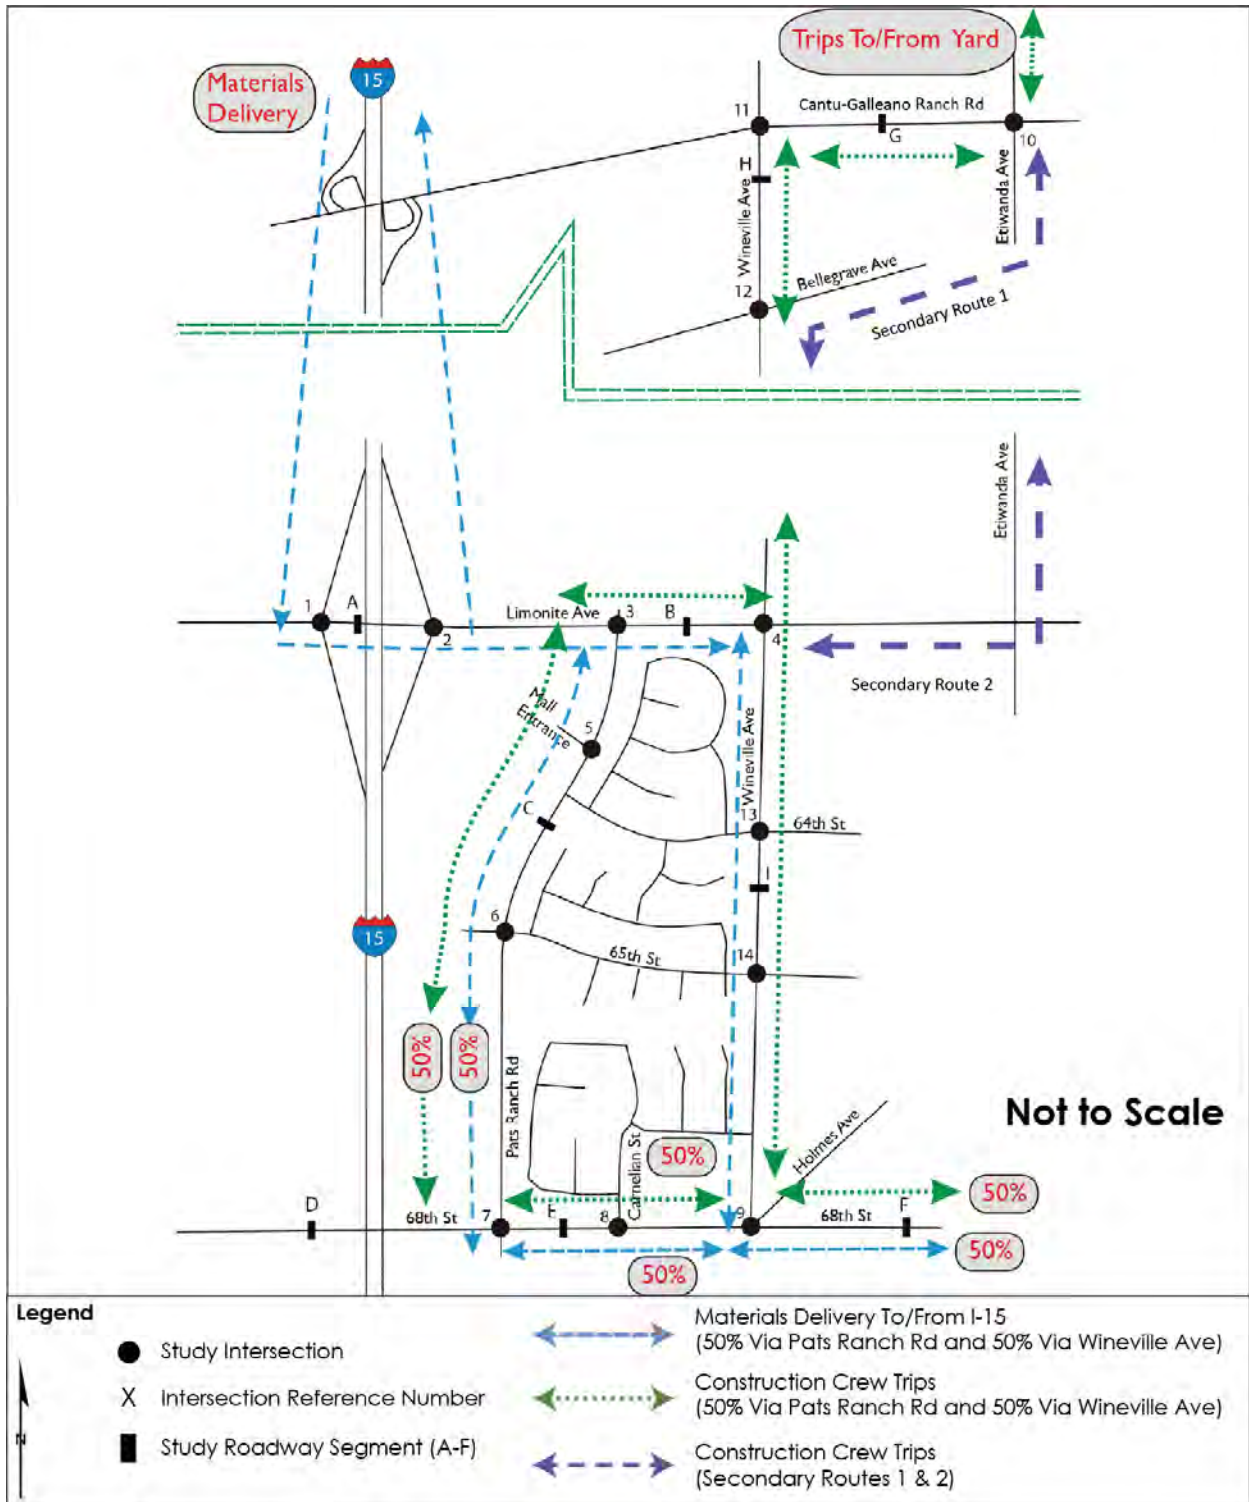 Trips To/From Yard
Materials
Delivery
15
11
Cantu-Galleano Ranch Rd
G
10
H
Wineville Ave
Etiwanda Ave
Bellegrave Ave
12
Secondary Route 1
Etiwanda Ave
1
A
2
Limonite Ave
3
B
4
Secondary Route 2
Mall
Entrance
5
Wineville Ave
C
13
64th St
I
6
15
65th St
14
50%
50%
Pats Ranch Rd
Not to Scale
Holmes Ave
Carnelian St
50%
50%
D
68th St
7
E
8
9
68th St
F
50%
50%
Legend
N
Study Intersection
X
Intersection Reference Number
Study Roadway Segment (A-F)
Materials Delivery To/From I-15
(50% Via Pats Ranch Rd and 50% Via Wineville Ave)
Construction Crew Trips
(50% Via Pats Ranch Rd and 50% Via Wineville Ave)
Construction Crew Trips
(Secondary Routes 1 & 2)